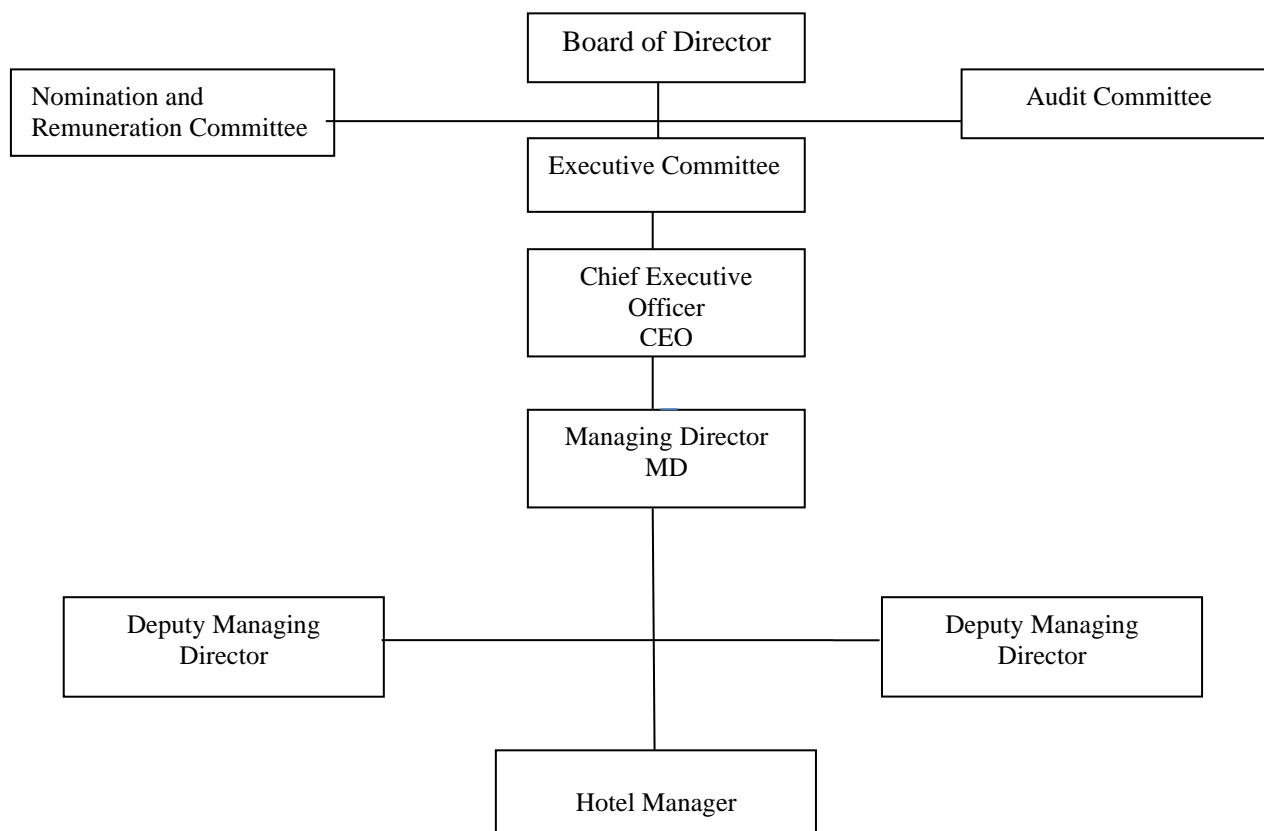 Board of Director
Nomination and
Remuneration Committee
Audit Committee
Executive Committee
Chief Executive
Officer
CEO
Managing Director
MD
Deputy Managing
Director
Deputy Managing
Director
Hotel Manager